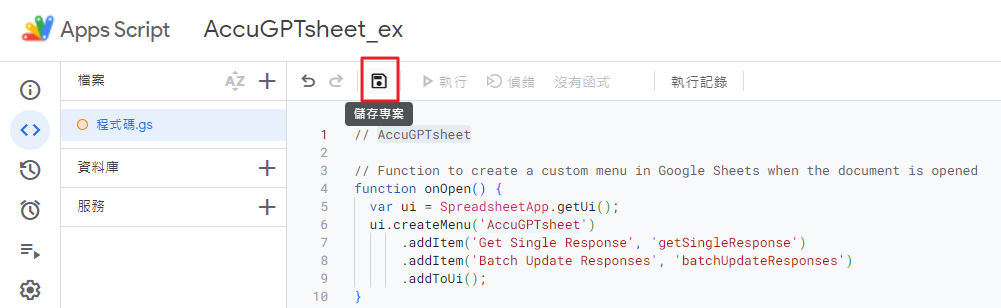 Apps Script AccuGPTsheet_ex
檔案
執行 偵錯 沒有函式 執行記錄
儲存專案
程式碼.gs
資料庫
服務
1 // AccuGPTsheet
2
3 // Function to create a custom menu in Google Sheets when the document is opened
4 function onOpen() {
5 var ui = SpreadsheetApp.getUi();
6 ui.createMenu('AccuGPTsheet')
7 .addItem('Get Single Response', 'getSingleResponse')
8 .addItem('Batch Update Responses', 'batchUpdateResponses')
9 .addToUi();
10 }